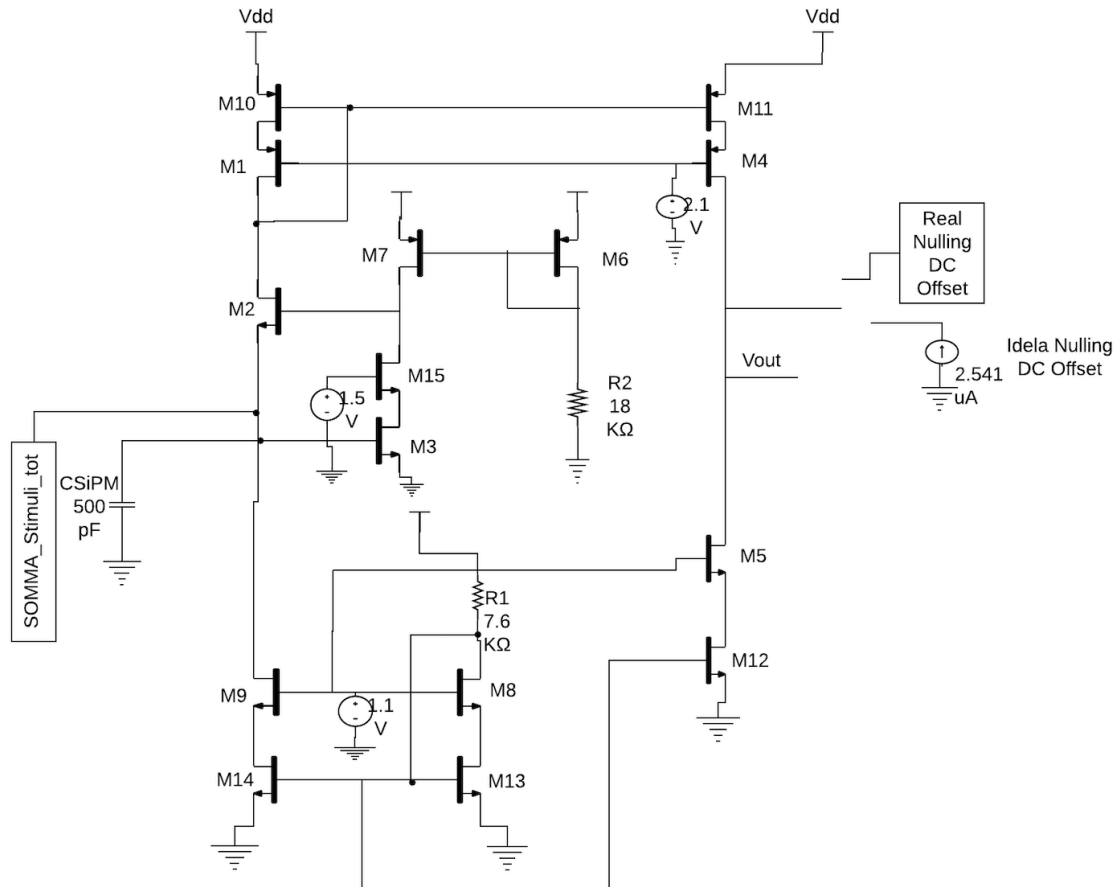 Vdd
Vdd
M10
M11
M1
M4
2.1
V
Real
Nulling
DC
Offset
M7
M6
M2
Idela Nulling
DC Offset
2.541
uA
Vout
M15
1.5
V
R2
18
KΩ
M3
SOMMA_Stimuli_tot
CSiPM
500
pF
M5
R1
7.6
KΩ
M12
M9
M8
1.1
V
M14
M13